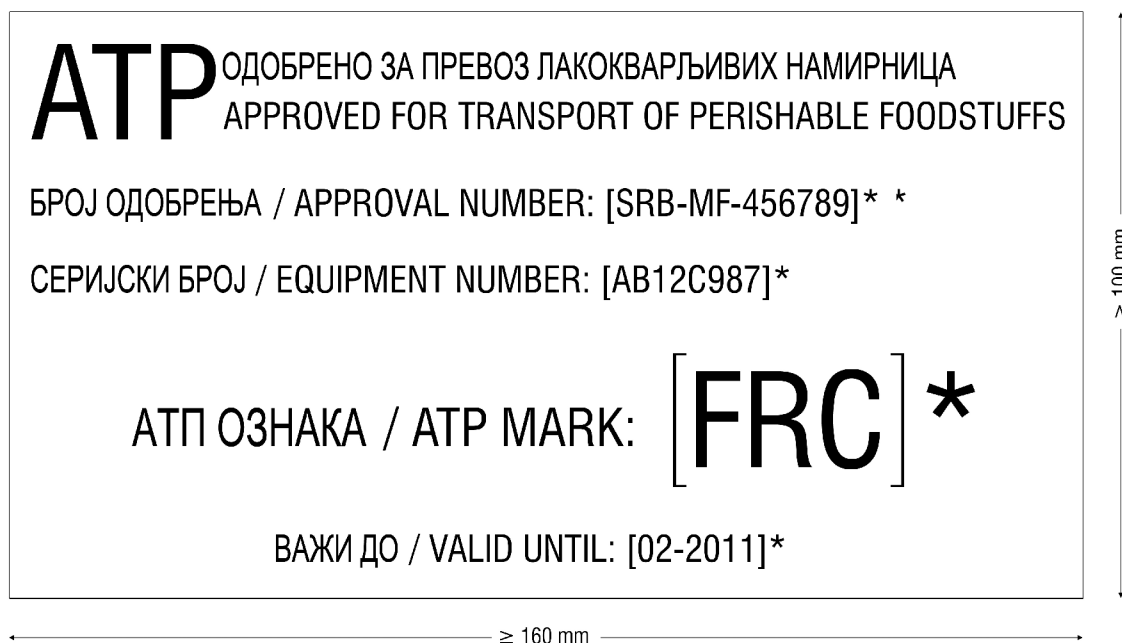 ATP
ОДОБРЕНО ЗА ПРЕВОЗ ЛАКОКВАРЉИВИХ НАМИРНИЦА
APPROVED FOR TRANSPORT OF PERISHABLE FOODSTUFFS
БРОЈ ОДОБРЕЊА / APPROVAL NUMBER: [SRB-MF-456789]* *
СЕРИЈСКИ БРОЈ / EQUIPMENT NUMBER: [AB12C987]*
АТП ОЗНАКА / ATP MARK: [FRC]*
ВАЖИ ДО / VALID UNTIL: [02-2011]*
≥ 160 mm
≥ 100 mm